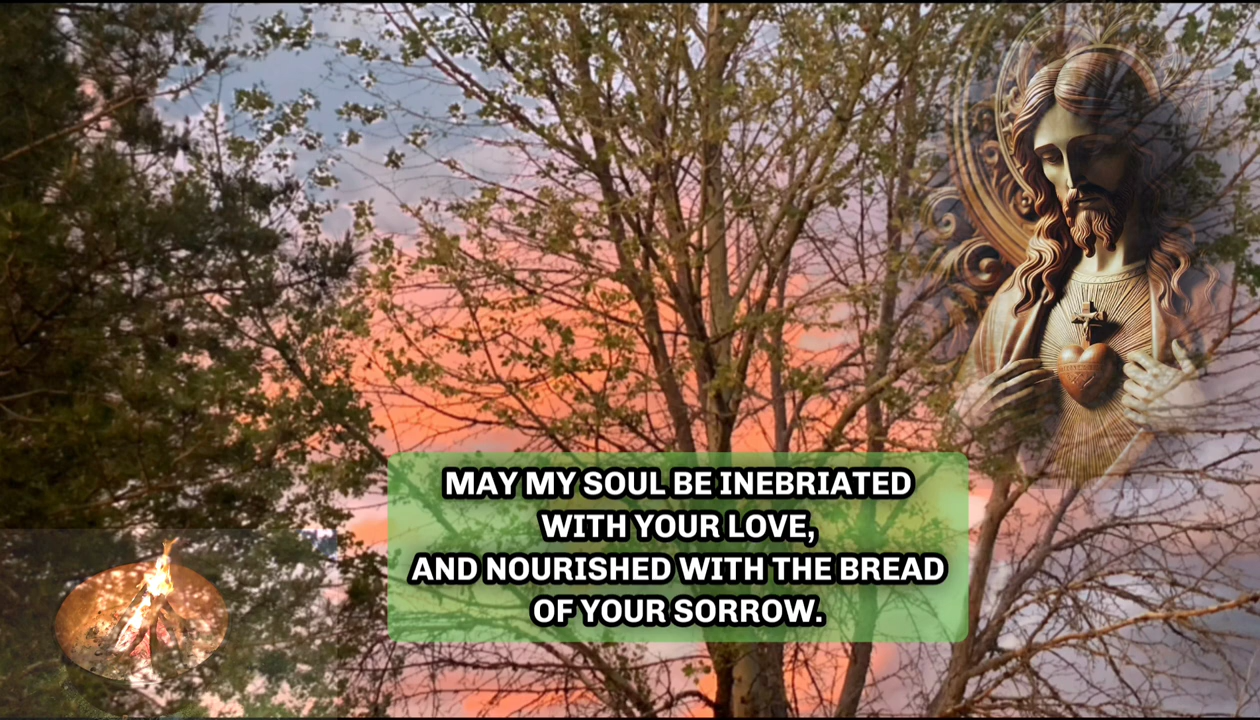 MAY MY SOUL BE INEBRIATED
WITH YOUR LOVE,
AND NOURISHED WITH THE BREAD
OF YOUR SORROW.